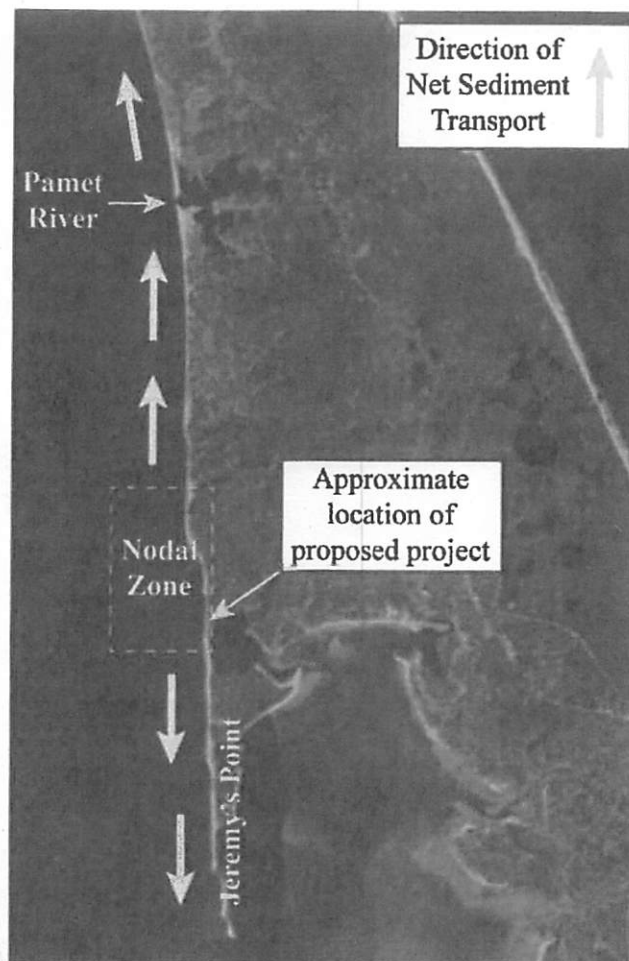 Direction of
Net Sediment
Transport
Pamet
River
Approximate
location of
proposed project
Nodal
Zone
Jeremy's Point